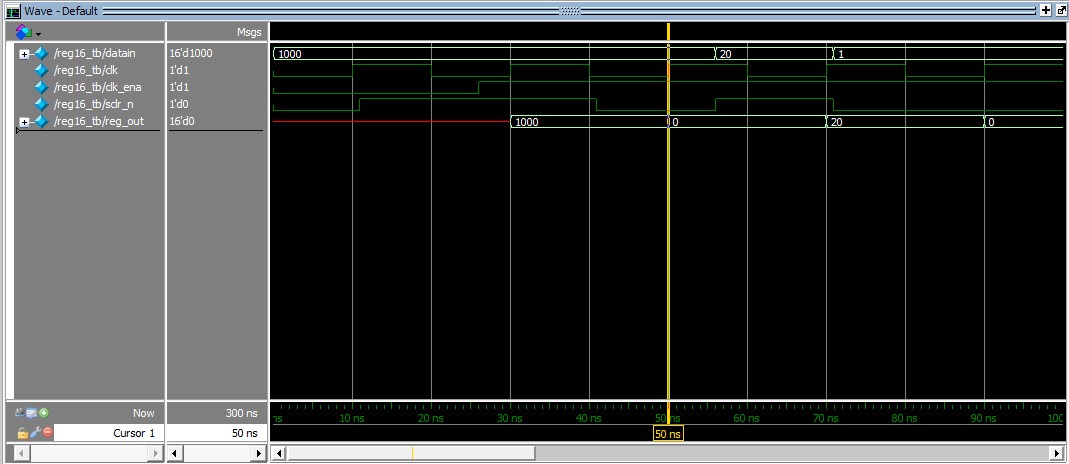 Wave - Default
Msgs
/reg16_tb/datain 16'd1000 1000 20 1
/reg16_tb/clk 1'd1
/reg16_tb/clk_ena 1'd1
/reg16_tb/sclr_n 1'd0
/reg16_tb/reg_out 16'd0 1000 0 20 0
Now 300 ns ns 10 ns 20 ns 30 ns 40 ns 50 ns 60 ns 70 ns 80 ns 90 ns 100
Cursor 1 50 ns 50 ns